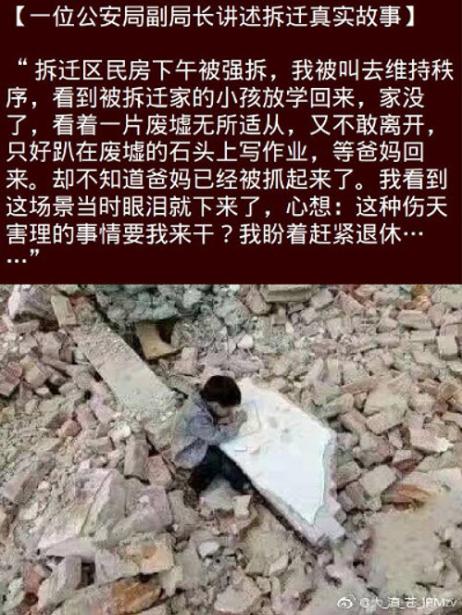 【一位公安局副局长讲述拆迁真实故事】
“拆迁区民房下午被强拆，我被叫去维持秩
序，看到被拆迁家的小孩放学回来，家没
了，看着一片废墟无所适从，又不敢离开，
只好趴在废墟的石头上写作业，等爸妈回
来。却不知道爸妈已经被抓起来了。我看到
这场景当时眼泪就下来了，心想：这种伤天
害理的事情要我来干？我盼着赶紧退休…
…”